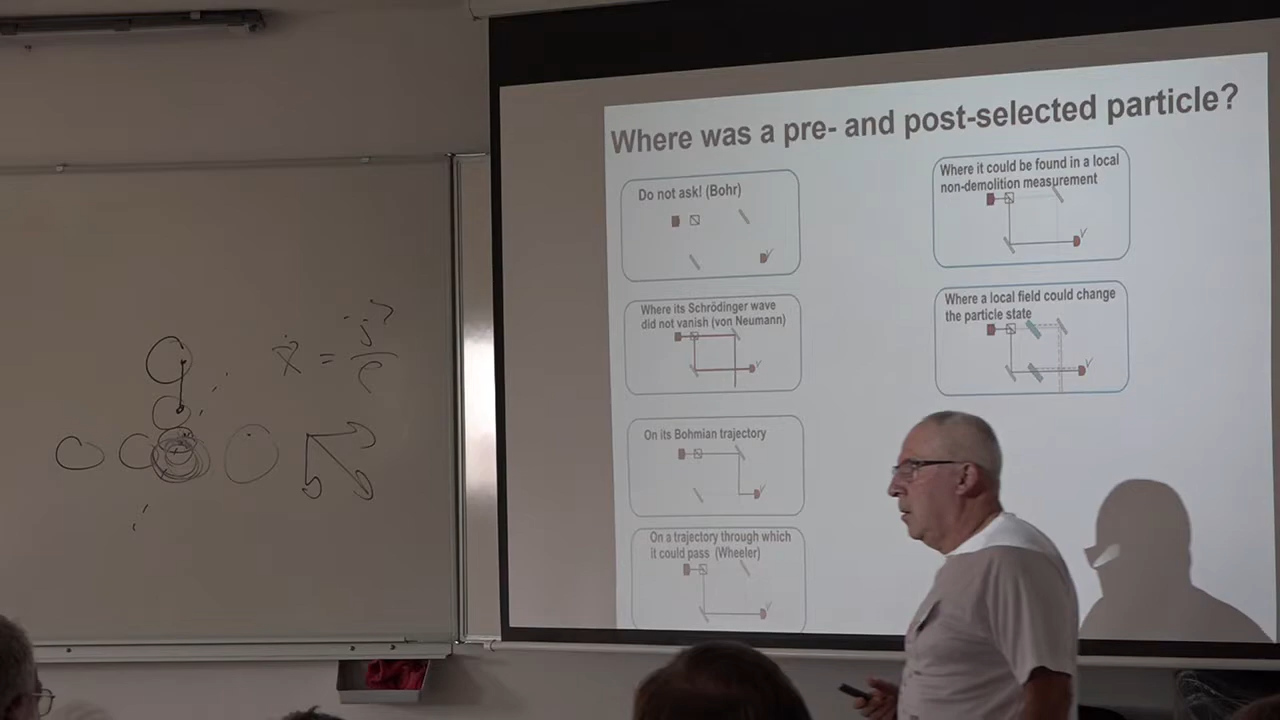 Where was a pre- and post-selected particle?
Do not ask! (Bohr)
Where its Schrödinger wave
did not vanish (von Neumann)
On its Bohmian trajectory
On a trajectory through which
it could pass (Wheeler)
Where it could be found in a local
non-demolition measurement
Where a local field could change
the particle state